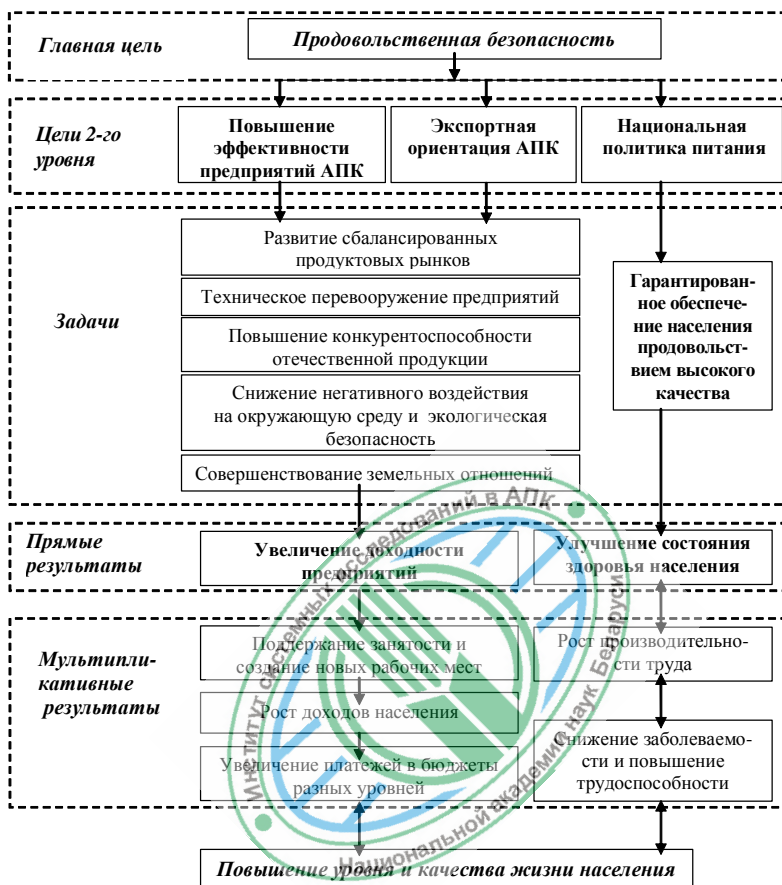 Главная цель
Продовольственная безопасность
Цели 2-го
уровня
Повышение
эффективности
предприятий АПК
Экспортная
ориентация АПК
Национальная
политика питания
Задачи
Развитие сбалансированных
продуктовых рынков
Техническое перевооружение предприятий
Повышение конкурентоспособности
отечественной продукции
Снижение негативного воздействия
на окружающую среду и экологическая
безопасность
Совершенствование земельных отношений
Гарантирован-
ное обеспече-
ние населения
продовольст-
вием высокого
качества
Прямые
результаты
Увеличение доходности
предприятий
Улучшение состояния
здоровья населения
Мультипли-
кативные
результаты
Поддержание занятости и
создание новых рабочих мест
Рост доходов населения
Увеличение платежей в бюджеты
разных уровней
Рост производительно-
сти труда
Снижение заболеваемо-
сти и повышение
трудоспособности
Повышение уровня и качества жизни населения
Институт системных исследований в АПК
Национальной академии наук Беларуси